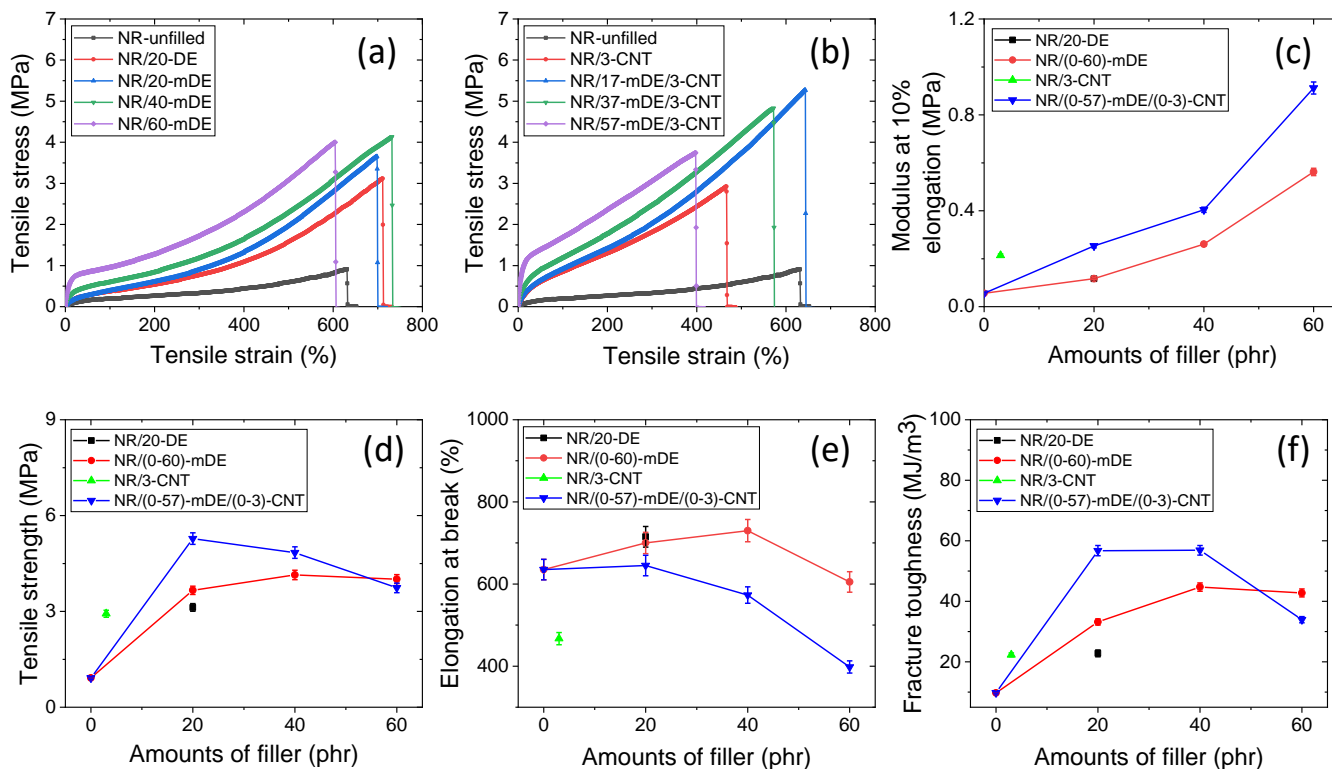 (a)
NR-unfilled
NR/20-DE
NR/20-mDE
NR/40-mDE
NR/60-mDE
Tensile stress (MPa)
7
6
5
4
3
2
1
0
0 200 400 600 800
Tensile strain (%)
(b)
NR-unfilled
NR/3-CNT
NR/17-mDE/3-CNT
NR/37-mDE/3-CNT
NR/57-mDE/3-CNT
Tensile stress (MPa)
7
6
5
4
3
2
1
0
0 200 400 600 800
Tensile strain (%)
(c)
NR/20-DE
NR/(0-60)-mDE
NR/3-CNT
NR/(0-57)-mDE/(0-3)-CNT
Modulus at 10%
elongation (MPa)
1.2
0.8
0.4
0.0
0 20 40 60
Amounts of filler (phr)
(d)
NR/20-DE
NR/(0-60)-mDE
NR/3-CNT
NR/(0-57)-mDE/(0-3)-CNT
Tensile strength (MPa)
9
6
3
0
0 20 40 60
Amounts of filler (phr)
(e)
NR/20-DE
NR/(0-60)-mDE
NR/3-CNT
NR/(0-57)-mDE/(0-3)-CNT
Elongation at break (%)
1000
800
600
400
0 20 40 60
Amounts of filler (phr)
(f)
NR/20-DE
NR/(0-60)-mDE
NR/3-CNT
NR/(0-57)-mDE/(0-3)-CNT
Fracture toughness (MJ/m3)
100
80
60
40
20
0 20 40 60
Amounts of filler (phr)